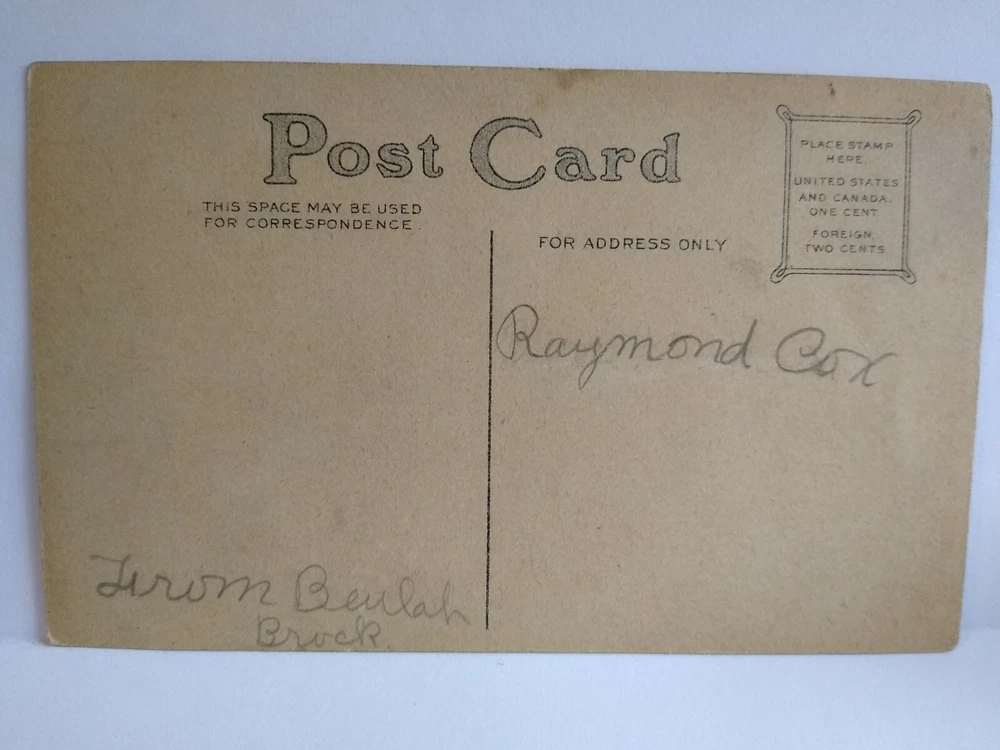 Post Card
THIS SPACE MAY BE USED
FOR CORRESPONDENCE.
FOR ADDRESS ONLY
PLACE STAMP
HERE.
UNITED STATES
AND CANADA.
ONE CENT
FOREIGN,
TWO CENTS
Raymond Cox
From Beulah
Brock.